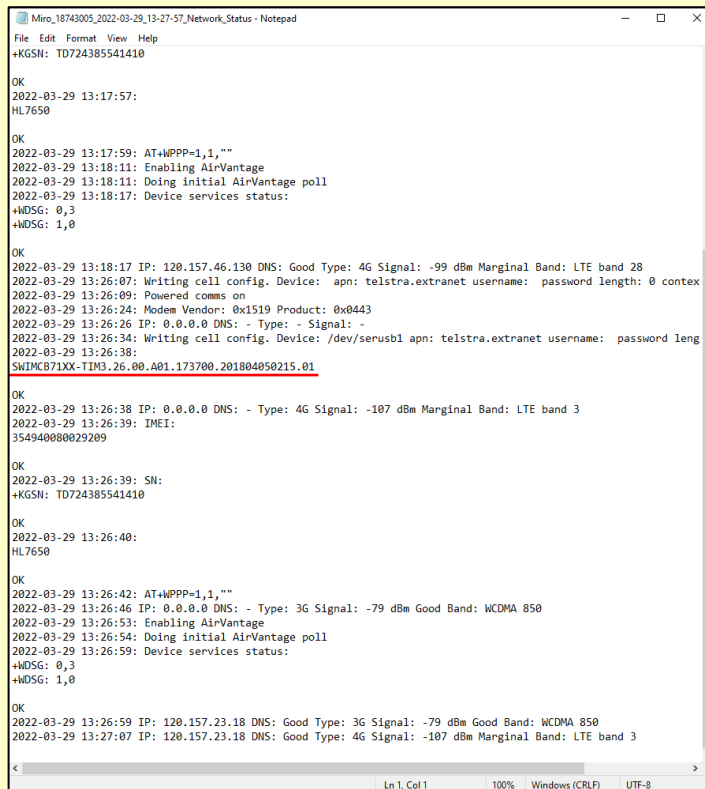 Miro_18743005_2022-03-29_13-27-57_Network_Status - Notepad
File Edit Format View Help
+KGSN: TD724385541410
OK
2022-03-29 13:17:57:
HL7650
OK
2022-03-29 13:17:59: AT+WPPP=1,1,""
2022-03-29 13:18:11: Enabling AirVantage
2022-03-29 13:18:11: Doing initial AirVantage poll
2022-03-29 13:18:17: Device services status:
+WDSG: 0,3
+WDSG: 1,0
OK
2022-03-29 13:18:17 IP: 120.157.46.130 DNS: Good Type: 4G Signal: -99 dBm Marginal Band: LTE band 28
2022-03-29 13:26:07: Writing cell config. Device:  apn: telstra.extranet username:  password length: 0 contex
2022-03-29 13:26:09: Powered comms on
2022-03-29 13:26:24: Modem Vendor: 0x1519 Product: 0x0443
2022-03-29 13:26:26 IP: 0.0.0.0 DNS: - Type: - Signal: -
2022-03-29 13:26:34: Writing cell config. Device: /dev/serusb1 apn: telstra.extranet username:  password leng
2022-03-29 13:26:38:
SWIMCB71XX-TIM3.26.00.A01.173700.201804050215.01
OK
2022-03-29 13:26:38 IP: 0.0.0.0 DNS: - Type: 4G Signal: -107 dBm Marginal Band: LTE band 3
2022-03-29 13:26:39: IMEI:
354940080029209
OK
2022-03-29 13:26:39: SN:
+KGSN: TD724385541410
OK
2022-03-29 13:26:40:
HL7650
OK
2022-03-29 13:26:42: AT+WPPP=1,1,""
2022-03-29 13:26:46 IP: 0.0.0.0 DNS: - Type: 3G Signal: -79 dBm Good Band: WCDMA 850
2022-03-29 13:26:53: Enabling AirVantage
2022-03-29 13:26:54: Doing initial AirVantage poll
2022-03-29 13:26:59: Device services status:
+WDSG: 0,3
+WDSG: 1,0
OK
2022-03-29 13:26:59 IP: 120.157.23.18 DNS: Good Type: 3G Signal: -79 dBm Good Band: WCDMA 850
2022-03-29 13:27:07 IP: 120.157.23.18 DNS: Good Type: 4G Signal: -107 dBm Marginal Band: LTE band 3
Ln 1, Col 1 100% Windows (CRLF) UTF-8